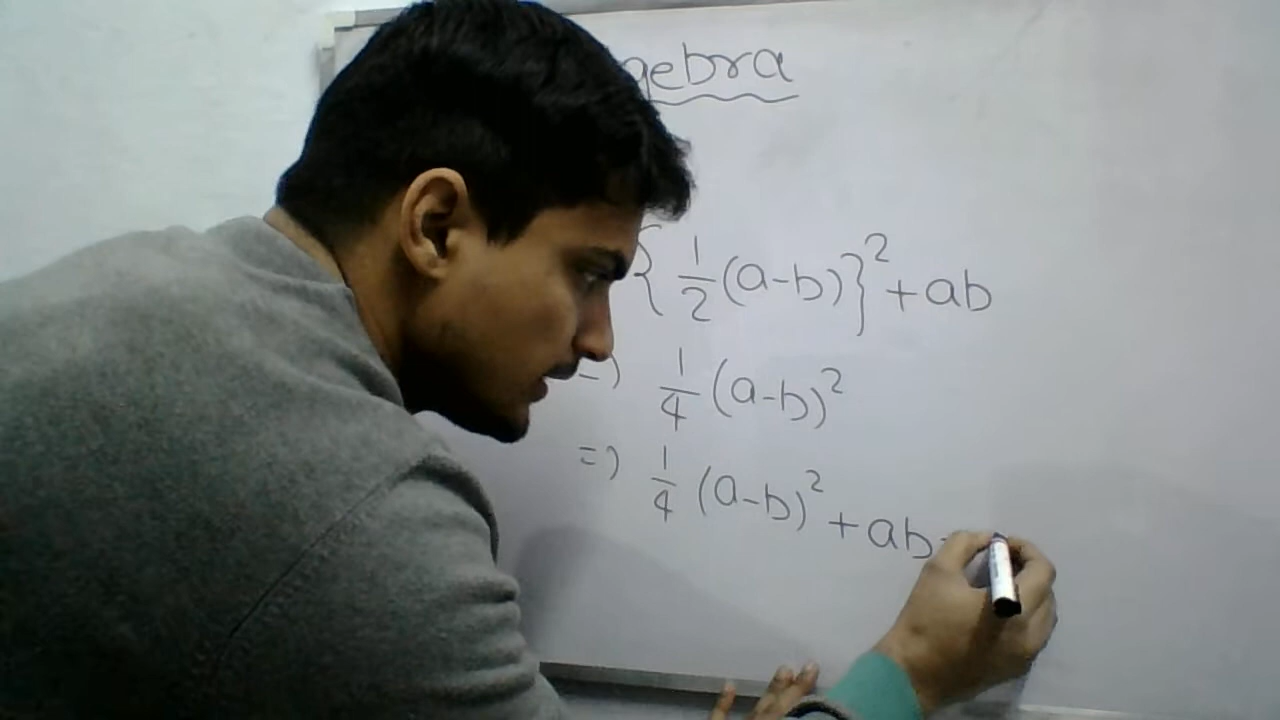 gebra
{ 1/2 (a-b)}² + ab
=) 1/4 (a-b)²
=) 1/4 (a-b)² + ab